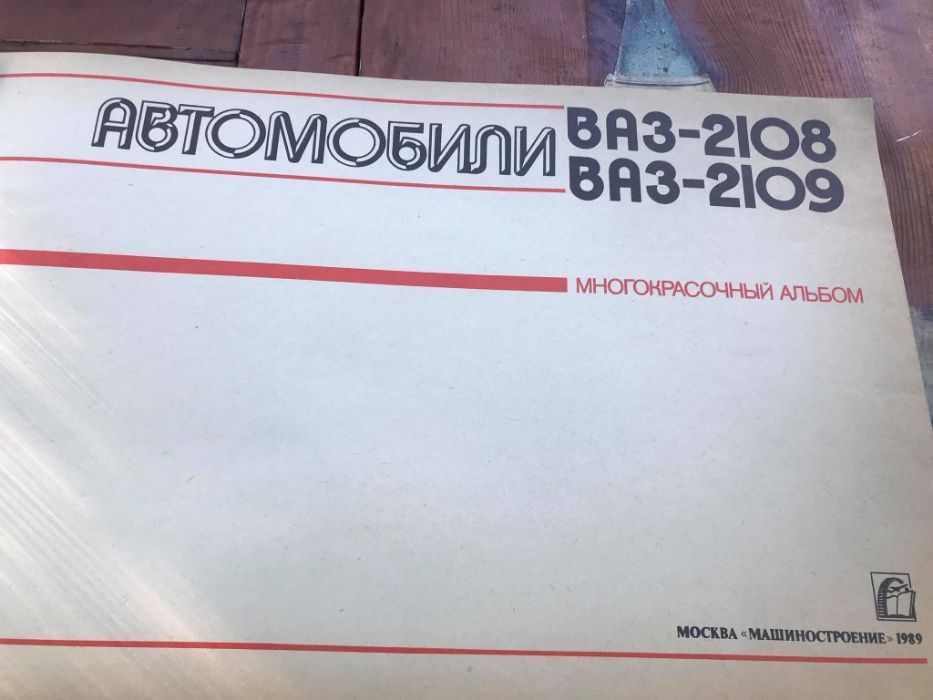 АВТОМОБИЛИ
ВАЗ-2108
ВАЗ-2109
МНОГОКРАСОЧНЫЙ АЛЬБОМ
МОСКВА «МАШИНОСТРОЕНИЕ» 1989